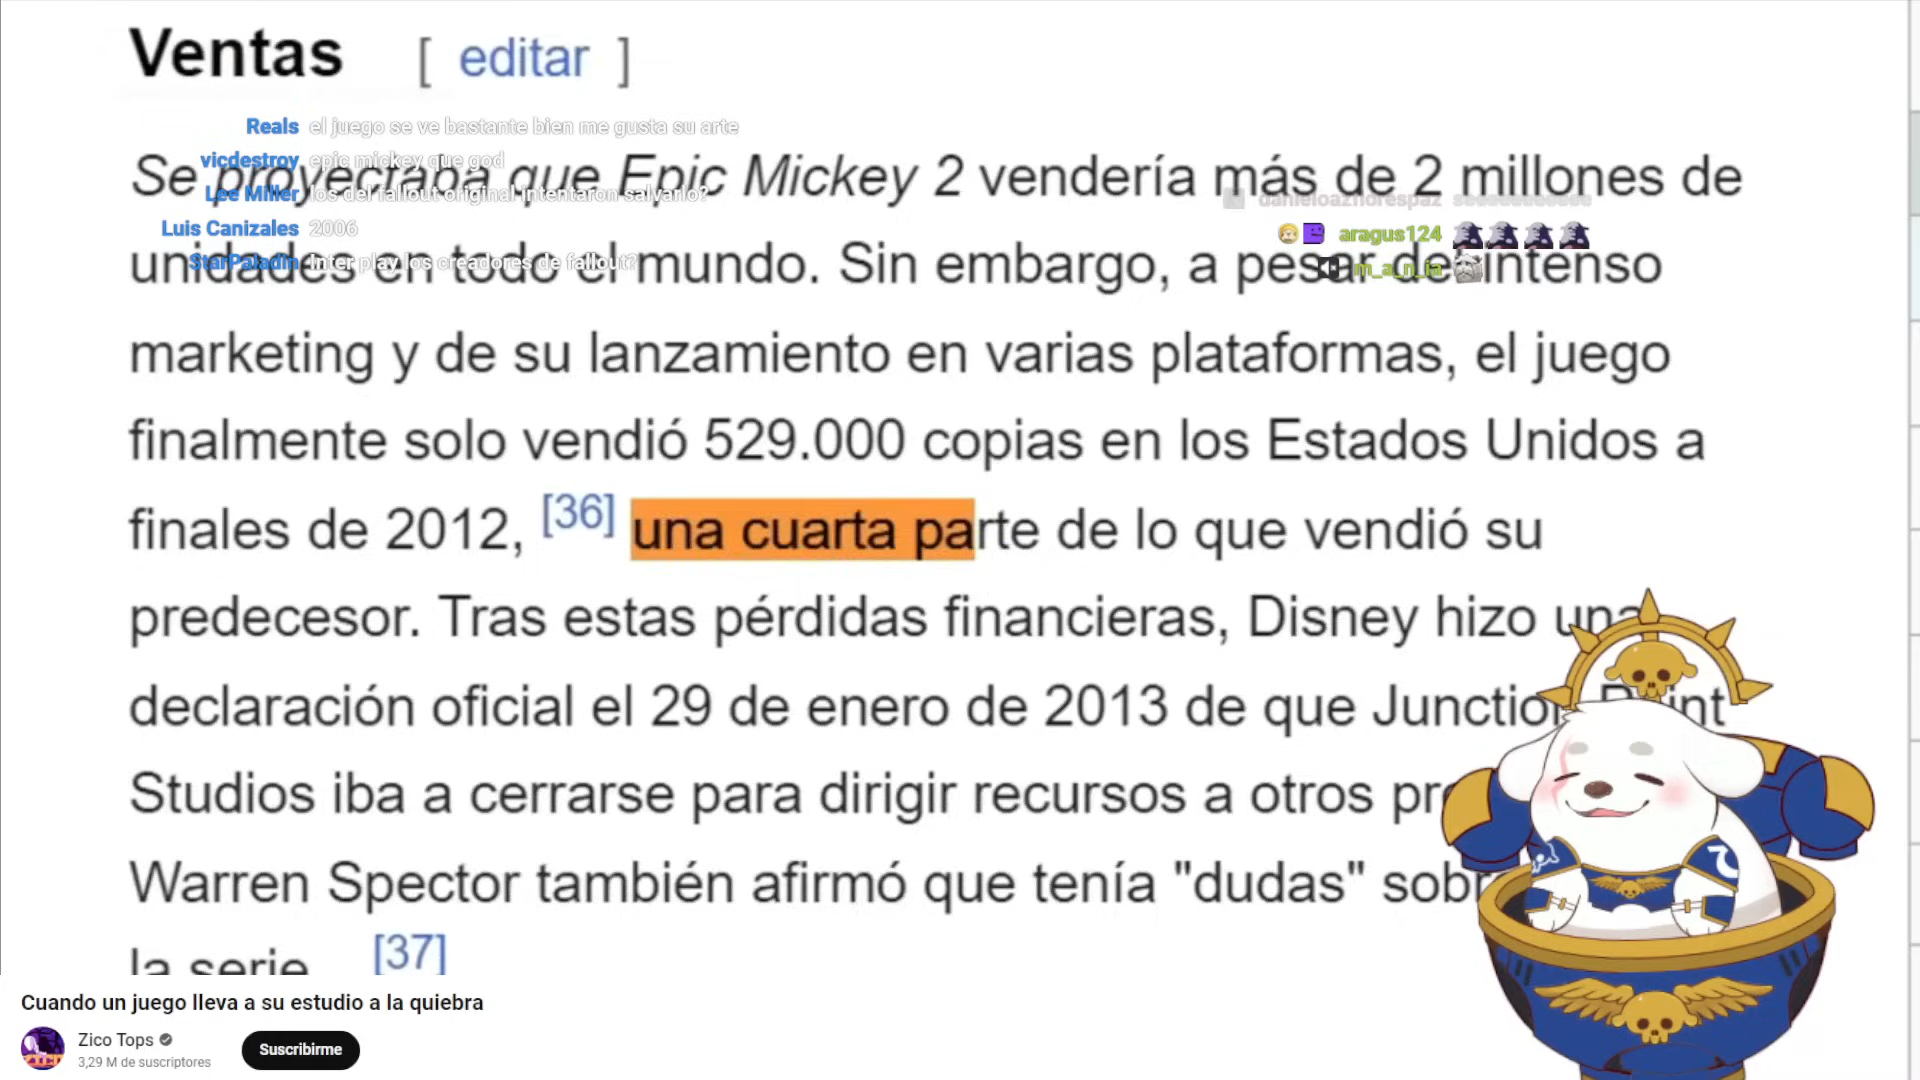 Ventas [ editar ]
Reals el juego se ve bastante bien me gusta su arte
vicdestroy epic mickey que god
Se proyectaba que Epic Mickey 2 vendería más de 2 millones de
Lee Miller los del fallout original intentaron salvarlo?
danieloaznorespaz
Luis Canizales 2006
aragus124
unidades en todo el mundo. Sin embargo, a pesar de intenso
StarPaladin Inter play los creadores de fallout?
m_a_n_ia
marketing y de su lanzamiento en varias plataformas, el juego
finalmente solo vendió 529.000 copias en los Estados Unidos a
finales de 2012, [36] una cuarta parte de lo que vendió su
predecesor. Tras estas pérdidas financieras, Disney hizo una
declaración oficial el 29 de enero de 2013 de que Junction Point
Studios iba a cerrarse para dirigir recursos a otros pr
Warren Spector también afirmó que tenía "dudas" sobr
la serie. [37]
Cuando un juego lleva a su estudio a la quiebra
Zico Tops
3,29 M de suscriptores
Suscribirme